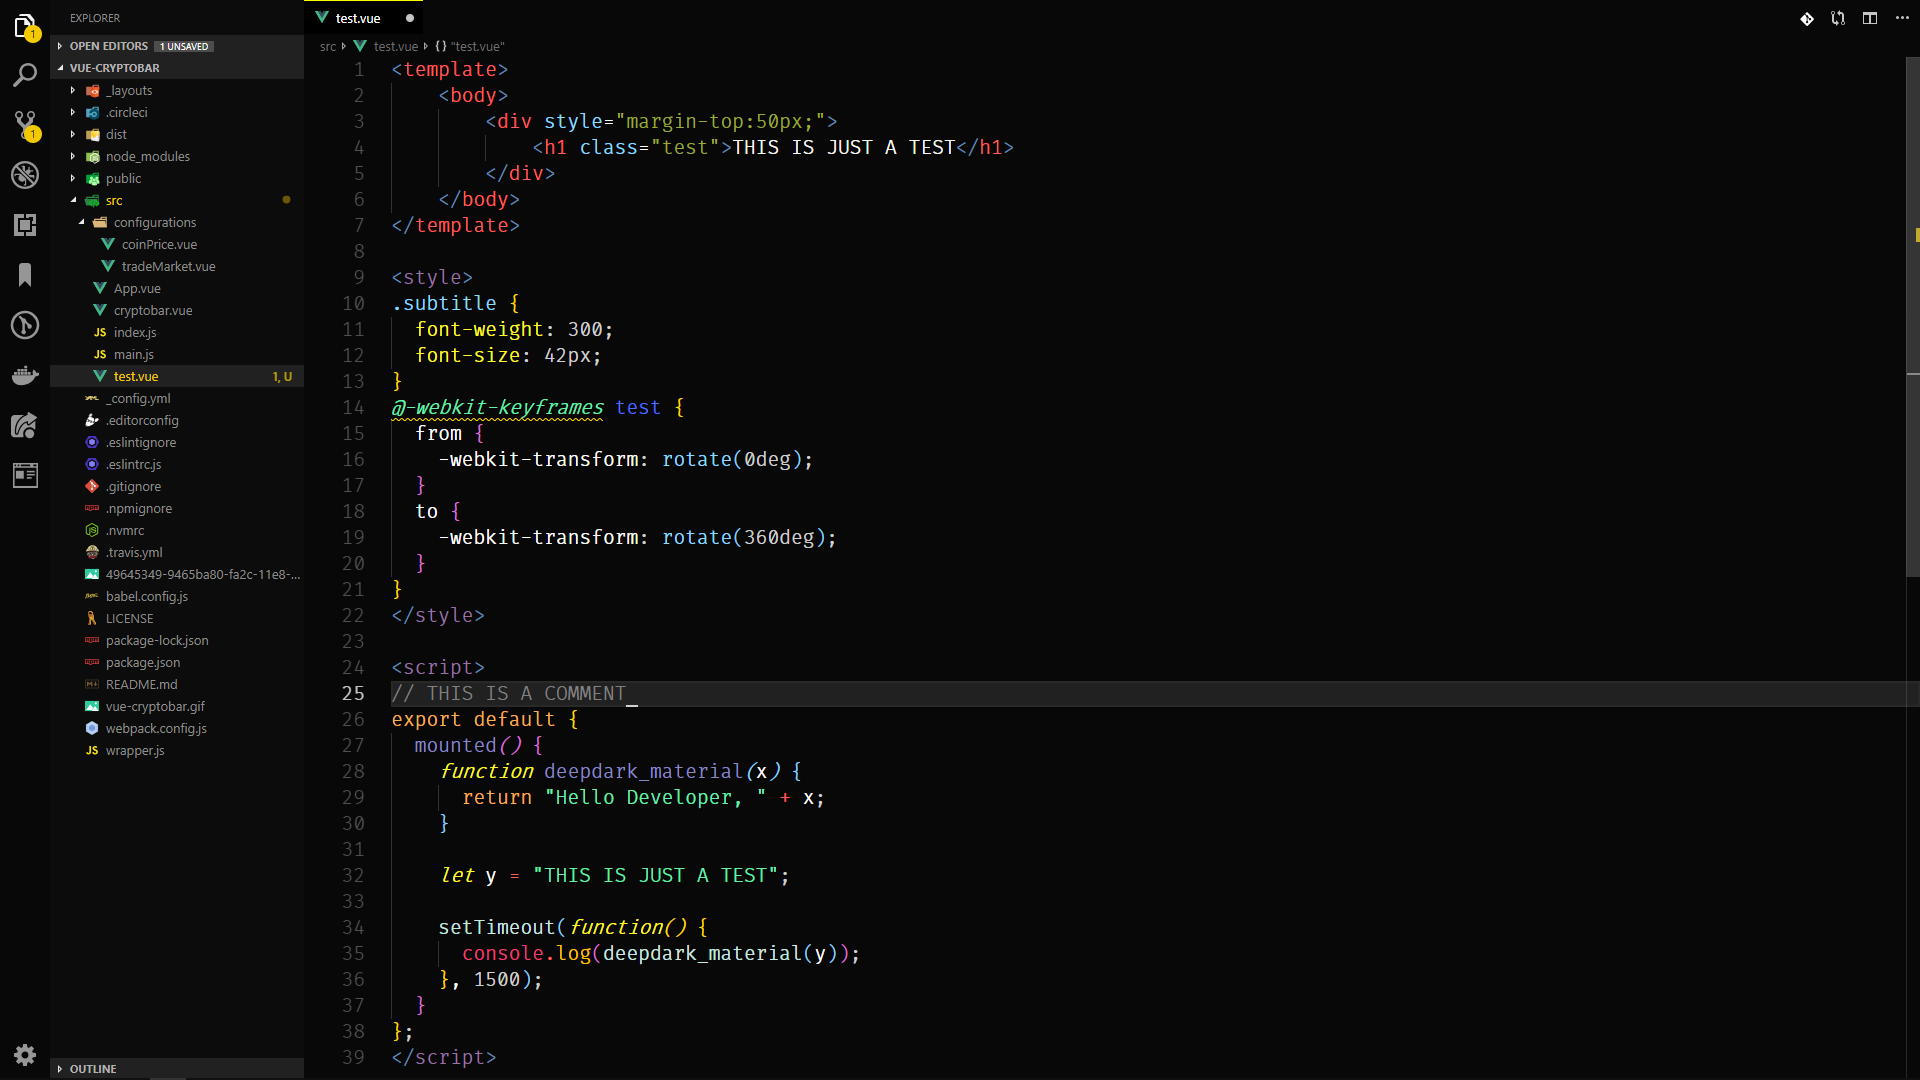 EXPLORER
OPEN EDITORS 1 UNSAVED
VUE-CRYPTOBAR
_layouts
.circleci
dist
node_modules
public
src
configurations
coinPrice.vue
tradeMarket.vue
App.vue
cryptobar.vue
JS index.js
JS main.js
test.vue 1, U
_config.yml
.editorconfig
.eslintignore
.eslintrc.js
.gitignore
.npmignore
.nvmrc
.travis.yml
49645349-9465ba80-fa2c-11e8-...
babel.config.js
LICENSE
package-lock.json
package.json
README.md
vue-cryptobar.gif
webpack.config.js
JS wrapper.js
OUTLINE
1
1
test.vue
src test.vue {} "test.vue"
1 <template>
2 <body>
3 <div style="margin-top:50px;">
4 <h1 class="test">THIS IS JUST A TEST</h1>
5 </div>
6 </body>
7 </template>
8
9 <style>
10 .subtitle {
11 font-weight: 300;
12 font-size: 42px;
13 }
14 @-webkit-keyframes test {
15 from {
16 -webkit-transform: rotate(0deg);
17 }
18 to {
19 -webkit-transform: rotate(360deg);
20 }
21 }
22 </style>
23
24 <script>
25 // THIS IS A COMMENT
26 export default {
27 mounted() {
28 function deepdark_material(x) {
29 return "Hello Developer, " + x;
30 }
31
32 let y = "THIS IS JUST A TEST";
33
34 setTimeout(function() {
35 console.log(deepdark_material(y));
36 }, 1500);
37 }
38 };
39 </script>